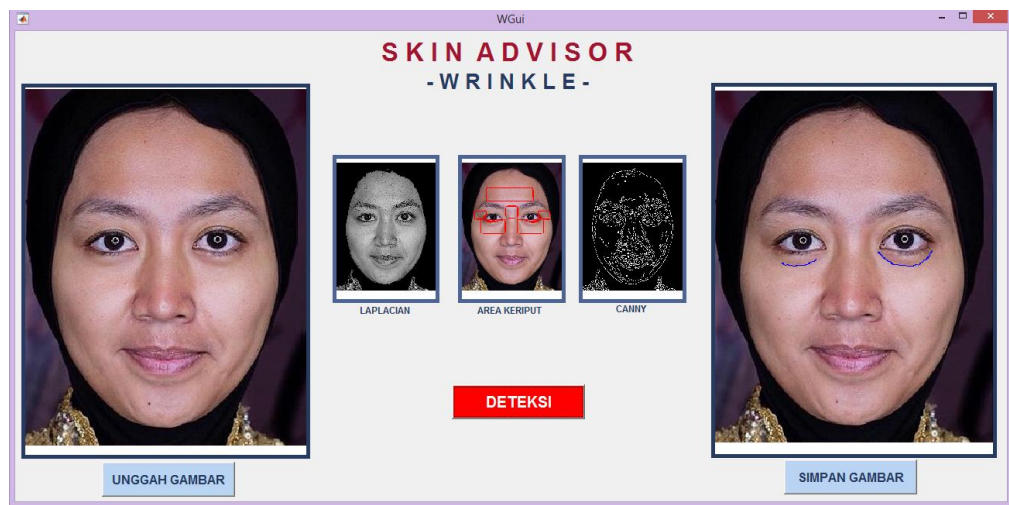 WGui
SKIN ADVISOR
-WRINKLE-
LAPLACIAN
AREA KERIPUT
CANNY
DETEKSI
UNGGAH GAMBAR
SIMPAN GAMBAR